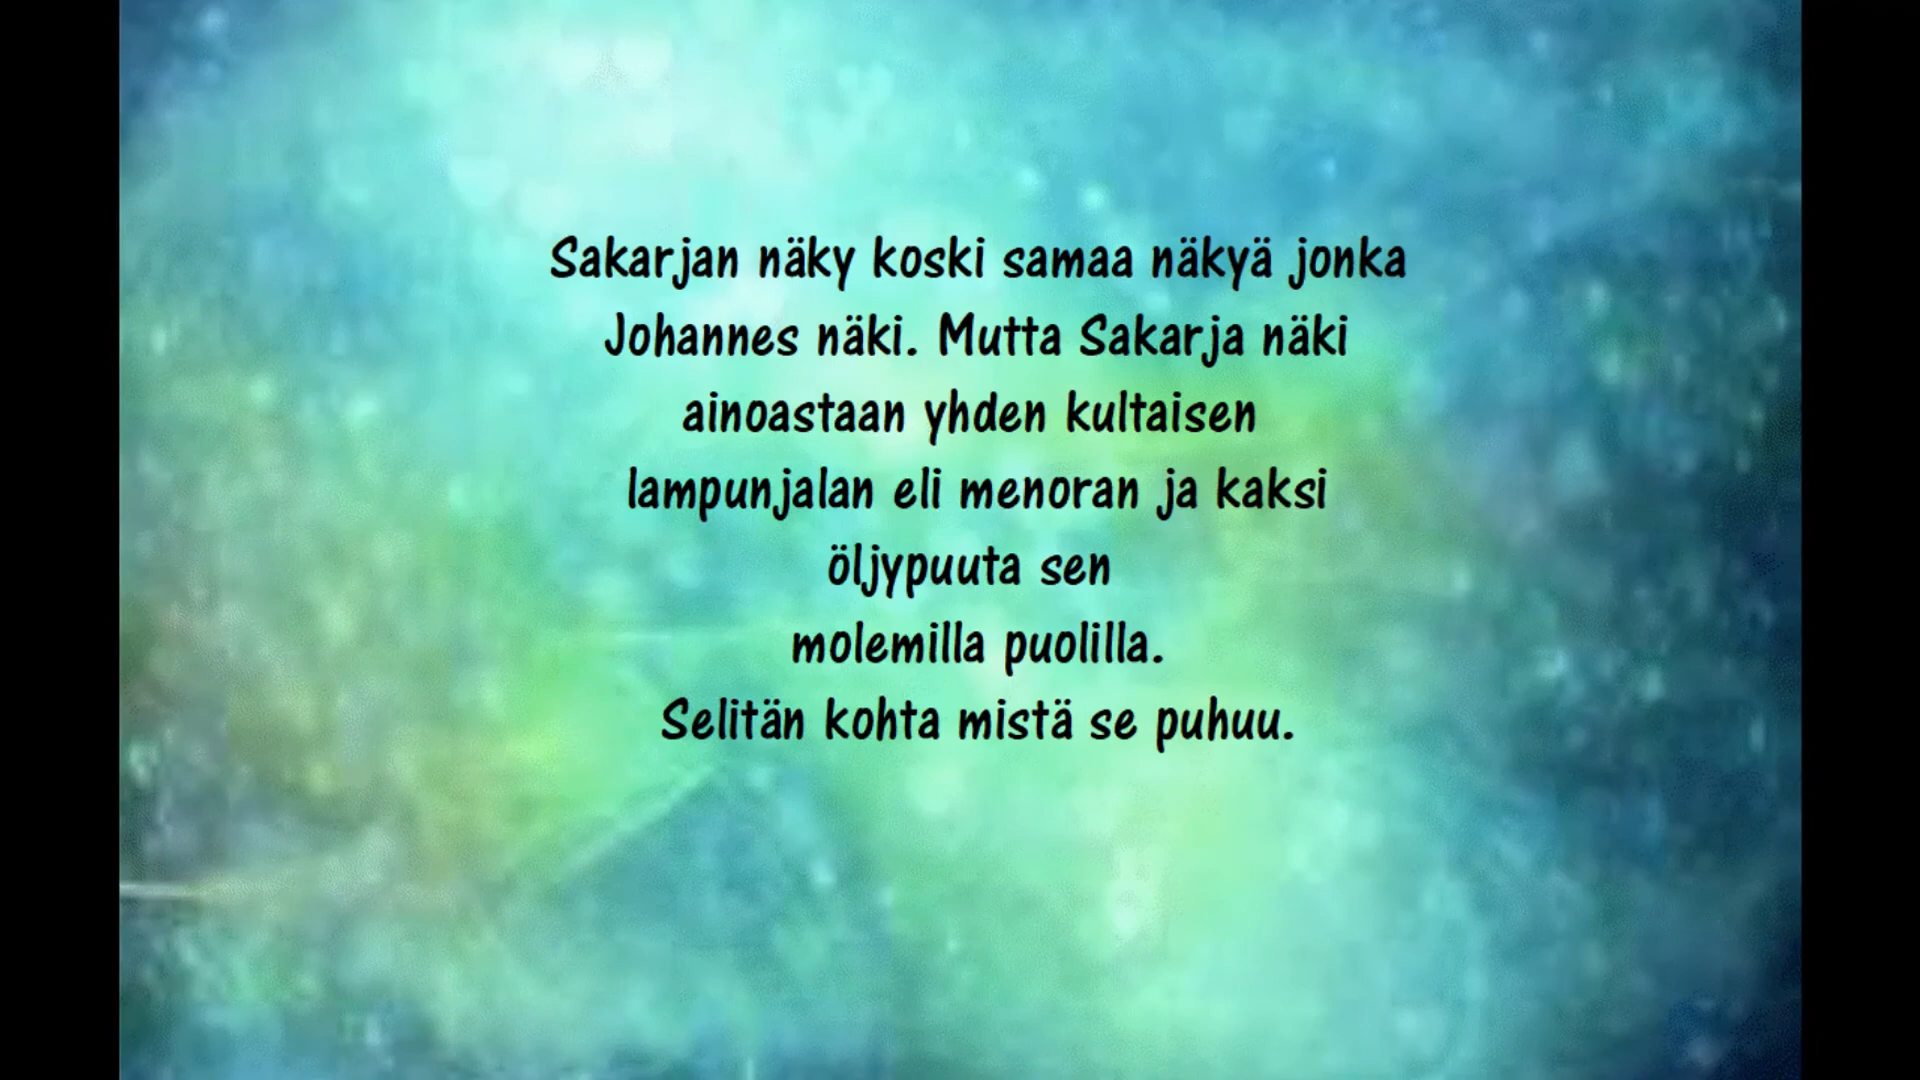 Sakarjan näky koski samaa näkyä jonka
Johannes näki. Mutta Sakarja näki
ainoastaan yhden kultaisen
lampunjalan eli menoran ja kaksi
öljypuuta sen
molemilla puolilla.
Selitän kohta mistä se puhuu.